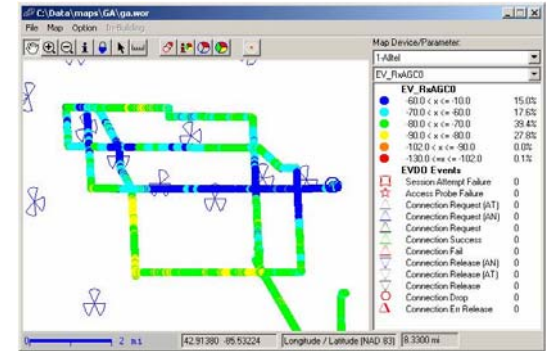 C:\Data\maps\GA\ga.wor
File Map Option In-Building
Map Device/Parameter:
1-Alltel
EV_RxAGC0
EV_RxAGC0
-60.0 < x <= -10.0 15.0%
-70.0 < x <= -60.0 17.6%
-80.0 < x <= -70.0 39.4%
-90.0 < x <= -80.0 27.8%
-102.0 < x <= -90.0 0.0%
-130.0 <=x <= -102.0 0.1%
EVDO Events
Session Attempt Failure 0
Access Probe Failure 0
Connection Request (AT) 0
Connection Request (AN) 0
Connection Request 0
Connection Success 0
Connection Fail 0
Connection Release (AN) 0
Connection Release (AT) 0
Connection Release 0
Connection Drop 0
Connection Err Release 0
0 2 mi 42.91380 -85.53224 Longitude / Latitude (NAD 83) 8.3300 mi